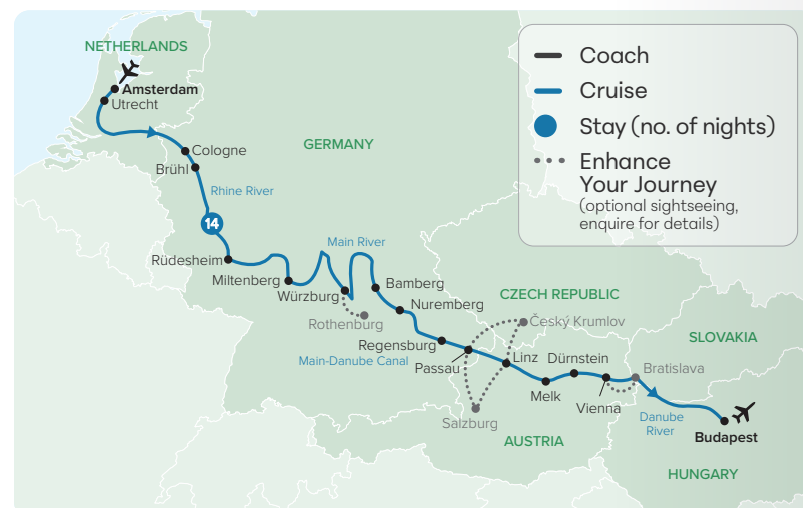 NETHERLANDS
Amsterdam
Utrecht
Cologne
Brühl
GERMANY
Rhine River
14
Rüdesheim
Main River
Miltenberg
Würzburg
Bamberg
Nuremberg
Rothenburg
Regensburg
Main-Danube Canal
Passau
CZECH REPUBLIC
Český Krumlov
SLOVAKIA
Linz
Dürnstein
Bratislava
Melk
Vienna
Salzburg
AUSTRIA
Danube
River
Budapest
HUNGARY
Coach
Cruise
Stay (no. of nights)
Enhance
Your Journey
(optional sightseeing,
enquire for details)